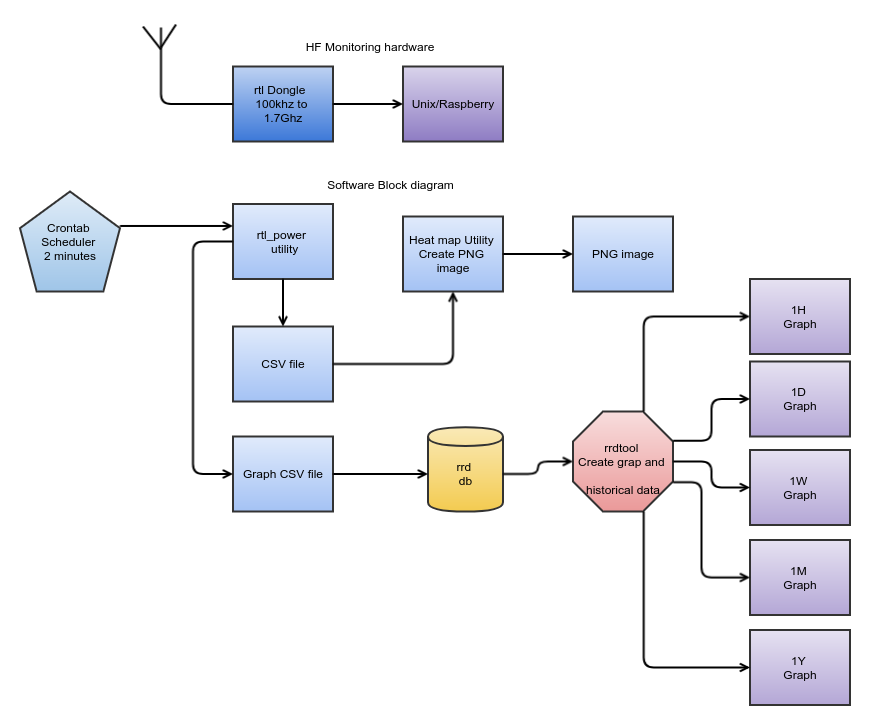 HF Monitoring hardware
rtl Dongle
100khz to
1.7Ghz
Unix/Raspberry
Software Block diagram
Crontab
Scheduler
2 minutes
rtl_power
utility
Heat map Utility
Create PNG
image
PNG image
CSV file
Graph CSV file
rrd
db
rrdtool
Create grap and
historical data
1H
Graph
1D
Graph
1W
Graph
1M
Graph
1Y
Graph